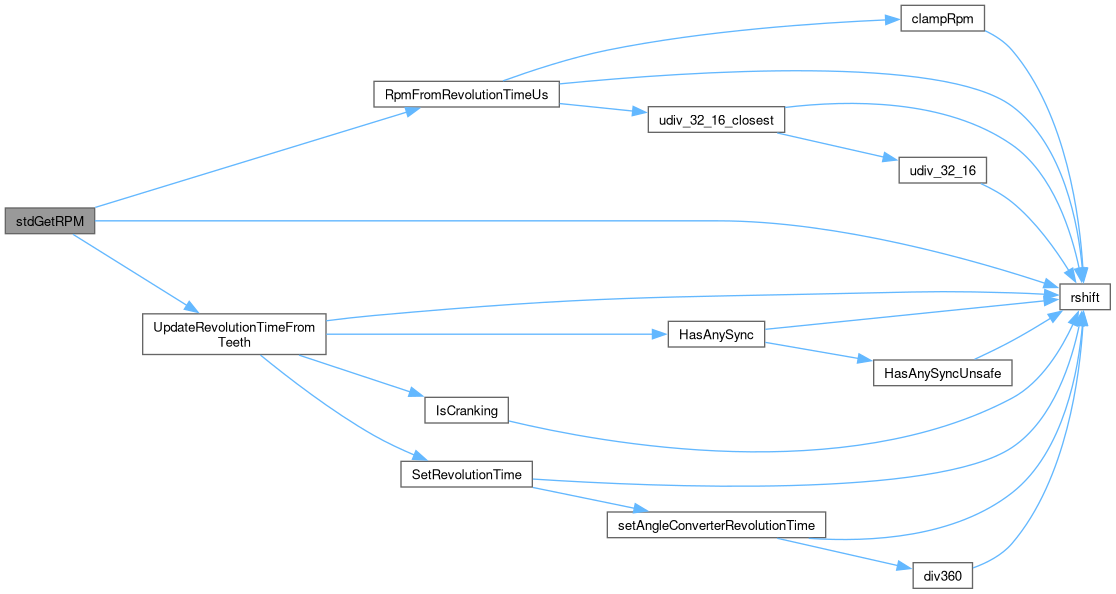 clampRpm
RpmFromRevolutionTimeUs
udiv_32_16_closest
udiv_32_16
stdGetRPM
rshift
UpdateRevolutionTimeFrom
Teeth
HasAnySync
HasAnySyncUnsafe
IsCranking
SetRevolutionTime
setAngleConverterRevolutionTime
div360